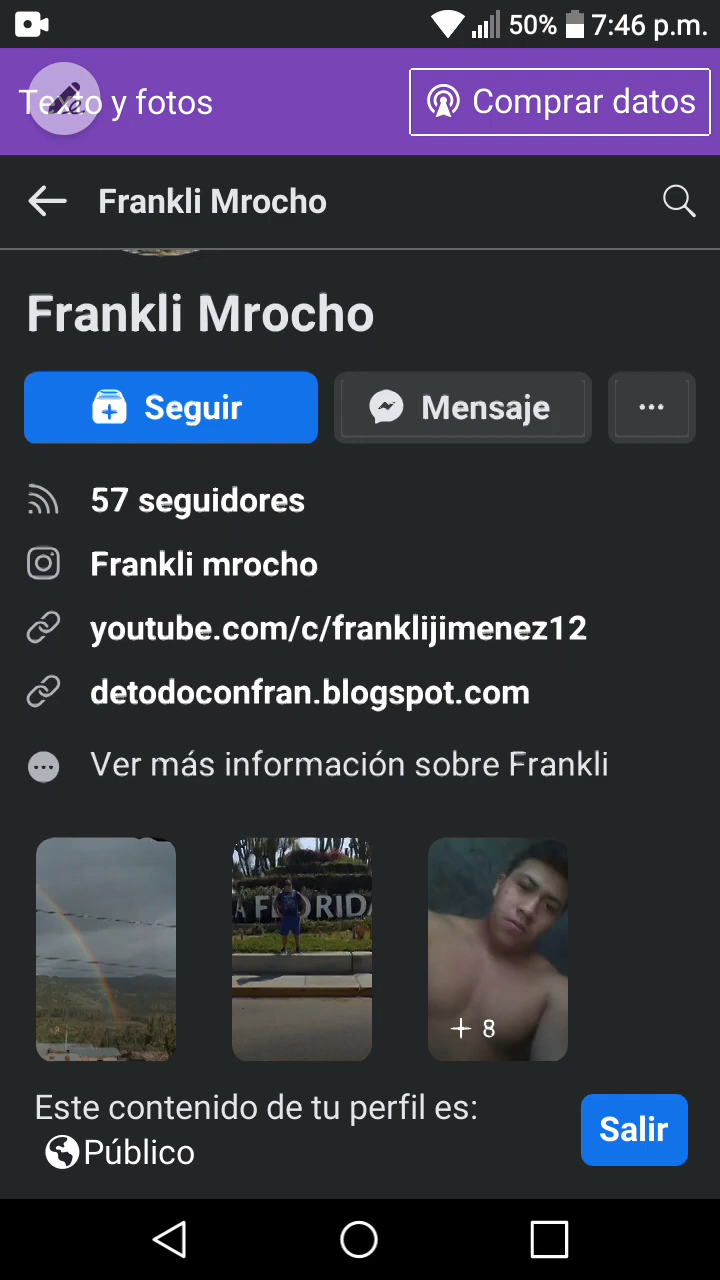 50% 7:46 p.m.
Texto y fotos
Comprar datos
Frankli Mrocho
Frankli Mrocho
Seguir
Mensaje
57 seguidores
Frankli mrocho
youtube.com/c/franklijimenez12
detodoconfran.blogspot.com
Ver más información sobre Frankli
A FLORIDA
+ 8
Este contenido de tu perfil es:
Público
Salir